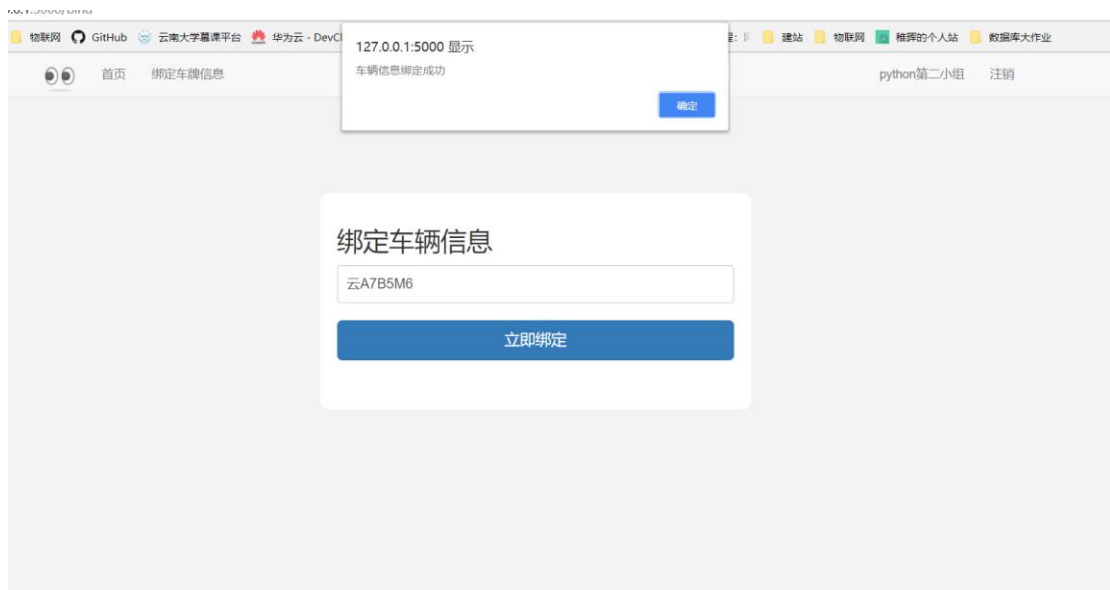 物联网 GitHub 云南大学慕课平台 华为云 - DevCl 建站 物联网 稚晖的个人站 数据库大作业
127.0.0.1:5000 显示
车辆信息绑定成功
确定
首页 绑定车牌信息 python第二小组 注销
绑定车辆信息
云A7B5M6
立即绑定